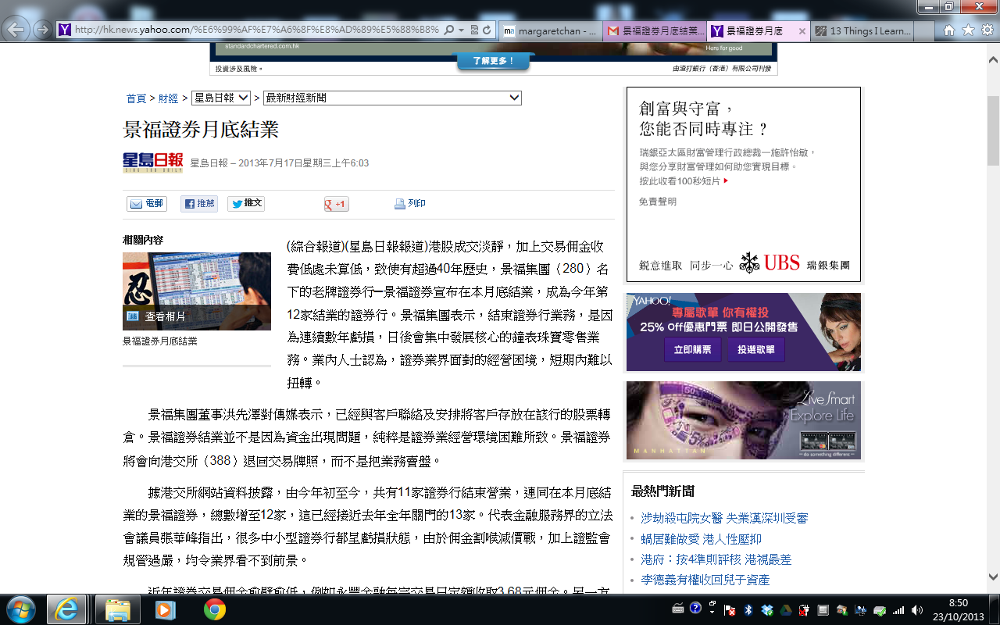 http://hk.news.yahoo.com/%E6%99%AF%E7%A6%8F%E8%AD%89%E5%88%B8%
margaretchan - ...
景福證券月底結業...
景福證券月底
13 Things I Learn...
standardchartered.com.hk
Here for good
了解更多！
投資涉及風險。
由渣打銀行（香港）有限公司刊發
首頁 > 財經 > 星島日報 > 最新財經新聞
景福證券月底結業
星島日報
星島日報 – 2013年7月17日星期三上午6:03
電郵
推薦
推文
+1
列印
相關內容
忍
查看相片
景福證券月底結業
(綜合報道)(星島日報報道)港股成交淡靜，加上交易佣金收
費低處未算低，致使有超過40年歷史，景福集團（280）名
下的老牌證券行─景福證券宣布在本月底結業，成為今年第
12家結業的證券行。景福集團表示，結束證券行業務，是因
為連續數年虧損，日後會集中發展核心的鐘表珠寶零售業
務。業內人士認為，證券業界面對的經營困境，短期內難以
扭轉。
景福集團董事洪先湛對傳媒表示，已經與客戶聯絡及安排將客戶存放在該行的股票轉
倉。景福證券結業並不是因為資金出現問題，純粹是證券業經營環境困難所致。景福證券
將會向港交所（388）退回交易牌照，而不是把業務賣盤。
據港交所網站資料披露，由今年初至今，共有11家證券行結束營業，連同在本月底結
業的景福證券，總數增至12家，這已經接近去年全年關門的13家。代表金融服務界的立法
會議員張華峰指出，很多中小型證券行都呈虧損狀態，由於佣金割喉減價戰，加上證監會
規管過嚴，均令業界看不到前景。
近年證券交易佣金愈劈愈低，例如永豐金融每宗交易只定額收取3.68元佣金。另一方
創富與守富，
您能否同時專注？
瑞銀亞太區財富管理行政總裁—施許怡敏，
與您分享財富管理如何助您實現目標。
按此收看100秒短片
免責聲明
銳意進取 同步一心 UBS 瑞銀集團
YAHOO!
專屬歌單 你有權投
25% Off優惠門票 即日公開發售
立即購票
投選歌單
Live Smart
Explore Life
MANHATTAN
do something different
最熱門新聞
涉劫殺屯院女醫 失業漢深圳受審
蝸居難做愛 港人性壓抑
港府：按4準則評核 港視最差
李德義有權收回兒子資產
8:50
23/10/2013